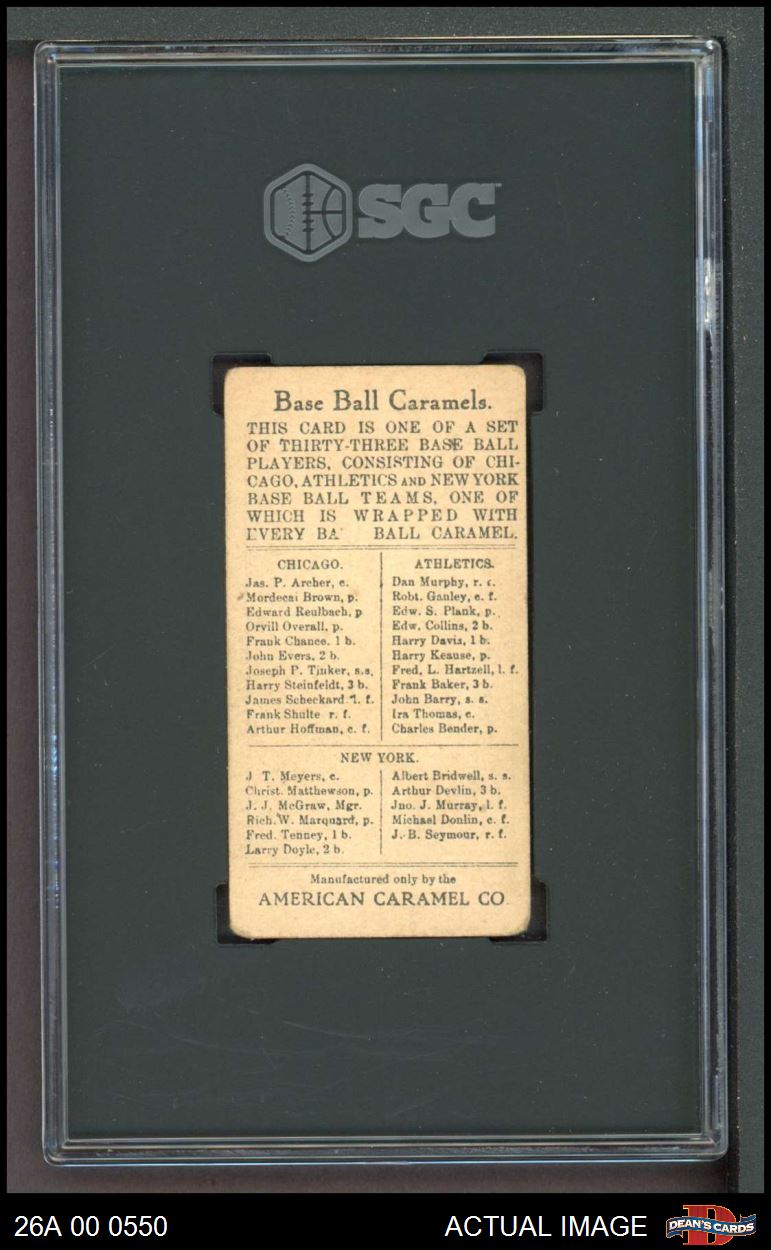 SGC
Base Ball Caramels.
THIS CARD IS ONE OF A SET
OF THIRTY-THREE BASE BALL
PLAYERS, CONSISTING OF CHI-
CAGO, ATHLETICS AND NEW YORK
BASE BALL TEAMS, ONE OF
WHICH IS WRAPPED WITH
EVERY BA BALL CARAMEL.
CHICAGO.
Jas. P. Archer, c.
Mordecai Brown, p.
Edward Reulbach, p
Orvill Overall, p.
Frank Chance. 1 b.
John Evers, 2 b.
Joseph P. Tinker, s.s.
Harry Steinfeldt, 3 b.
James Scheckard l. f.
Frank Shulte r. f.
Arthur Hoffman, c. f.
ATHLETICS.
Dan Murphy, r. f.
Robt. Ganley, c. f.
Edw. S. Plank, p.
Edw. Collins, 2 b.
Harry Davis, 1 b.
Harry Keause, p.
Fred. L. Hartzell, l. f.
Frank Baker, 3 b.
John Barry, s. s.
Ira Thomas, c.
Charles Bender, p.
NEW YORK.
J T. Meyers, c.
Christ. Matthewson, p.
J. J. McGraw, Mgr.
Rich. W. Marquard, p.
Fred. Tenney, 1 b.
Larry Doyle, 2 b.
Albert Bridwell, s. s.
Arthur Devlin, 3 b.
Jno. J. Murray, l. f.
Michael Donlin, c. f.
J. B. Seymour, r. f.
Manufactured only by the
AMERICAN CARAMEL CO.
26A 00 0550
ACTUAL IMAGE
DEAN'S CARDS